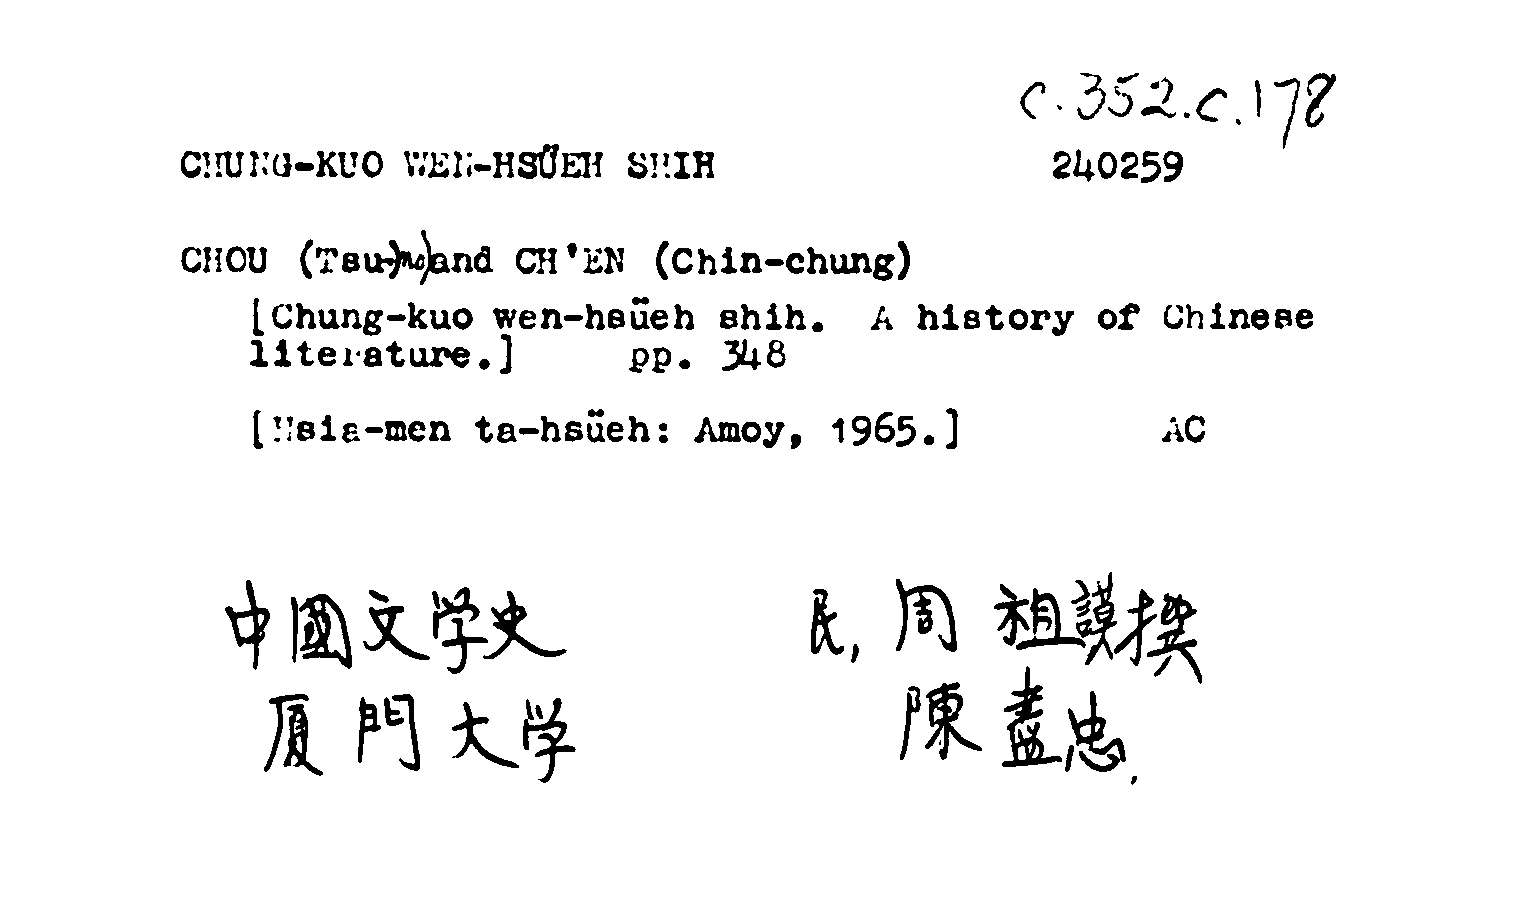 c.352.c.178
CHUNG-KUO WEN-HSÜEH SHIH 240259
CHOU (Tsu-mo) and CH'EN (Chin-chung)
[Chung-kuo wen-hsüeh shih. A history of Chinese
literature.] pp. 348
[Hsia-men ta-hsüeh: Amoy, 1965.] AC
中國文学史 民, 周祖謨撰
厦門大学 陳盡忠.